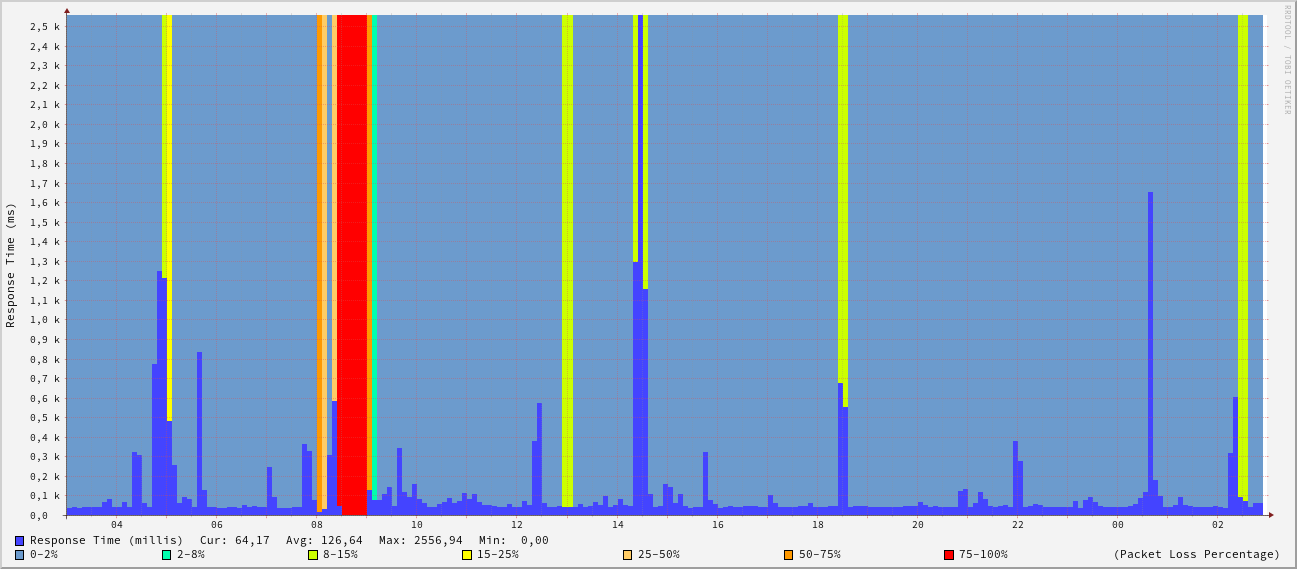 RRDTOOL / TOBI OETIKER
Response Time (ms)
2,5 k
2,4 k
2,3 k
2,2 k
2,1 k
2,0 k
1,9 k
1,8 k
1,7 k
1,6 k
1,5 k
1,4 k
1,3 k
1,2 k
1,1 k
1,0 k
0,9 k
0,8 k
0,7 k
0,6 k
0,5 k
0,4 k
0,3 k
0,2 k
0,1 k
0,0
04 06 08 10 12 14 16 18 20 22 00 02
Response Time (millis) Cur: 64,17 Avg: 126,64 Max: 2556,94 Min: 0,00
0-2% 2-8% 8-15% 15-25% 25-50% 50-75% 75-100% (Packet Loss Percentage)